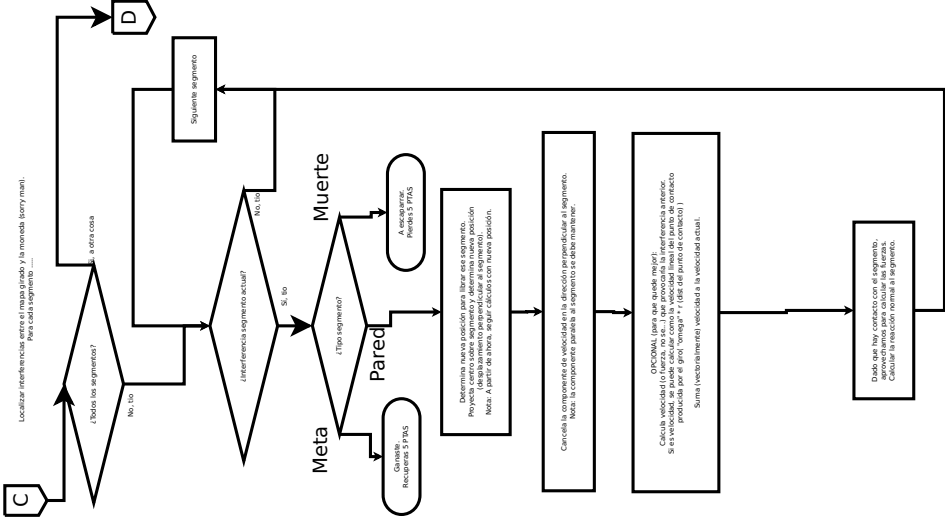 C
Localizar interferencias entre el mapa girado y la moneda (sorry man).
Para cada segmento ....
¿Todos los segmentos?
a otra cosa
No, tio
D
Siguiente segmento
¿Interferencia segmento actual?
No, tio
Sí, tio
¿Tipo segmento?
Meta
Pared
Muerte
Ganaste.
Recuperas 5 PTAS
A escaparrar.
Pierdes 5 PTAS
Determina nueva posición para librar ese segmento.
Proyecta centro sobre segmento y determina nueva posición
(desplazamiento perpendicular al segmento).
Nota: A partir de ahora, seguir cálculos con nueva posición.
Cancela la componente de velocidad en la dirección perpendicular al segmento.
Nota: la componente paralela al segmento se debe mantener.
OPCIONAL (para que quede mejor):
Calcula velocidad (o fuerza, no se...) que provocaría la interferencia anterior.
Si es velocidad, se puede calcular como la velocidad lineal del punto de contacto
producida por el giro( "omega" * r (dist del punto de contacto) )
Suma (vectorialmente) velocidad a la velocidad actual.
Dado que hay contacto con el segmento,
aprovechamos para calcular las fuerzas.
Calcular la reacción normal al segmento.